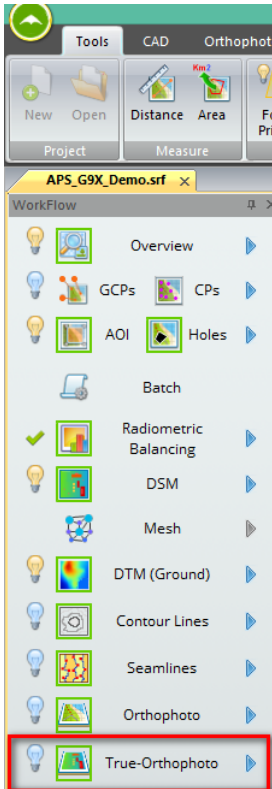 Tools CAD Orthophot
Km2
New Open Distance Area
Project Measure
APS_G9X_Demo.srf
WorkFlow
Overview
GCPs CPs
AOI Holes
Batch
Radiometric
Balancing
DSM
Mesh
DTM (Ground)
Contour Lines
Seamlines
Orthophoto
True-Orthophoto